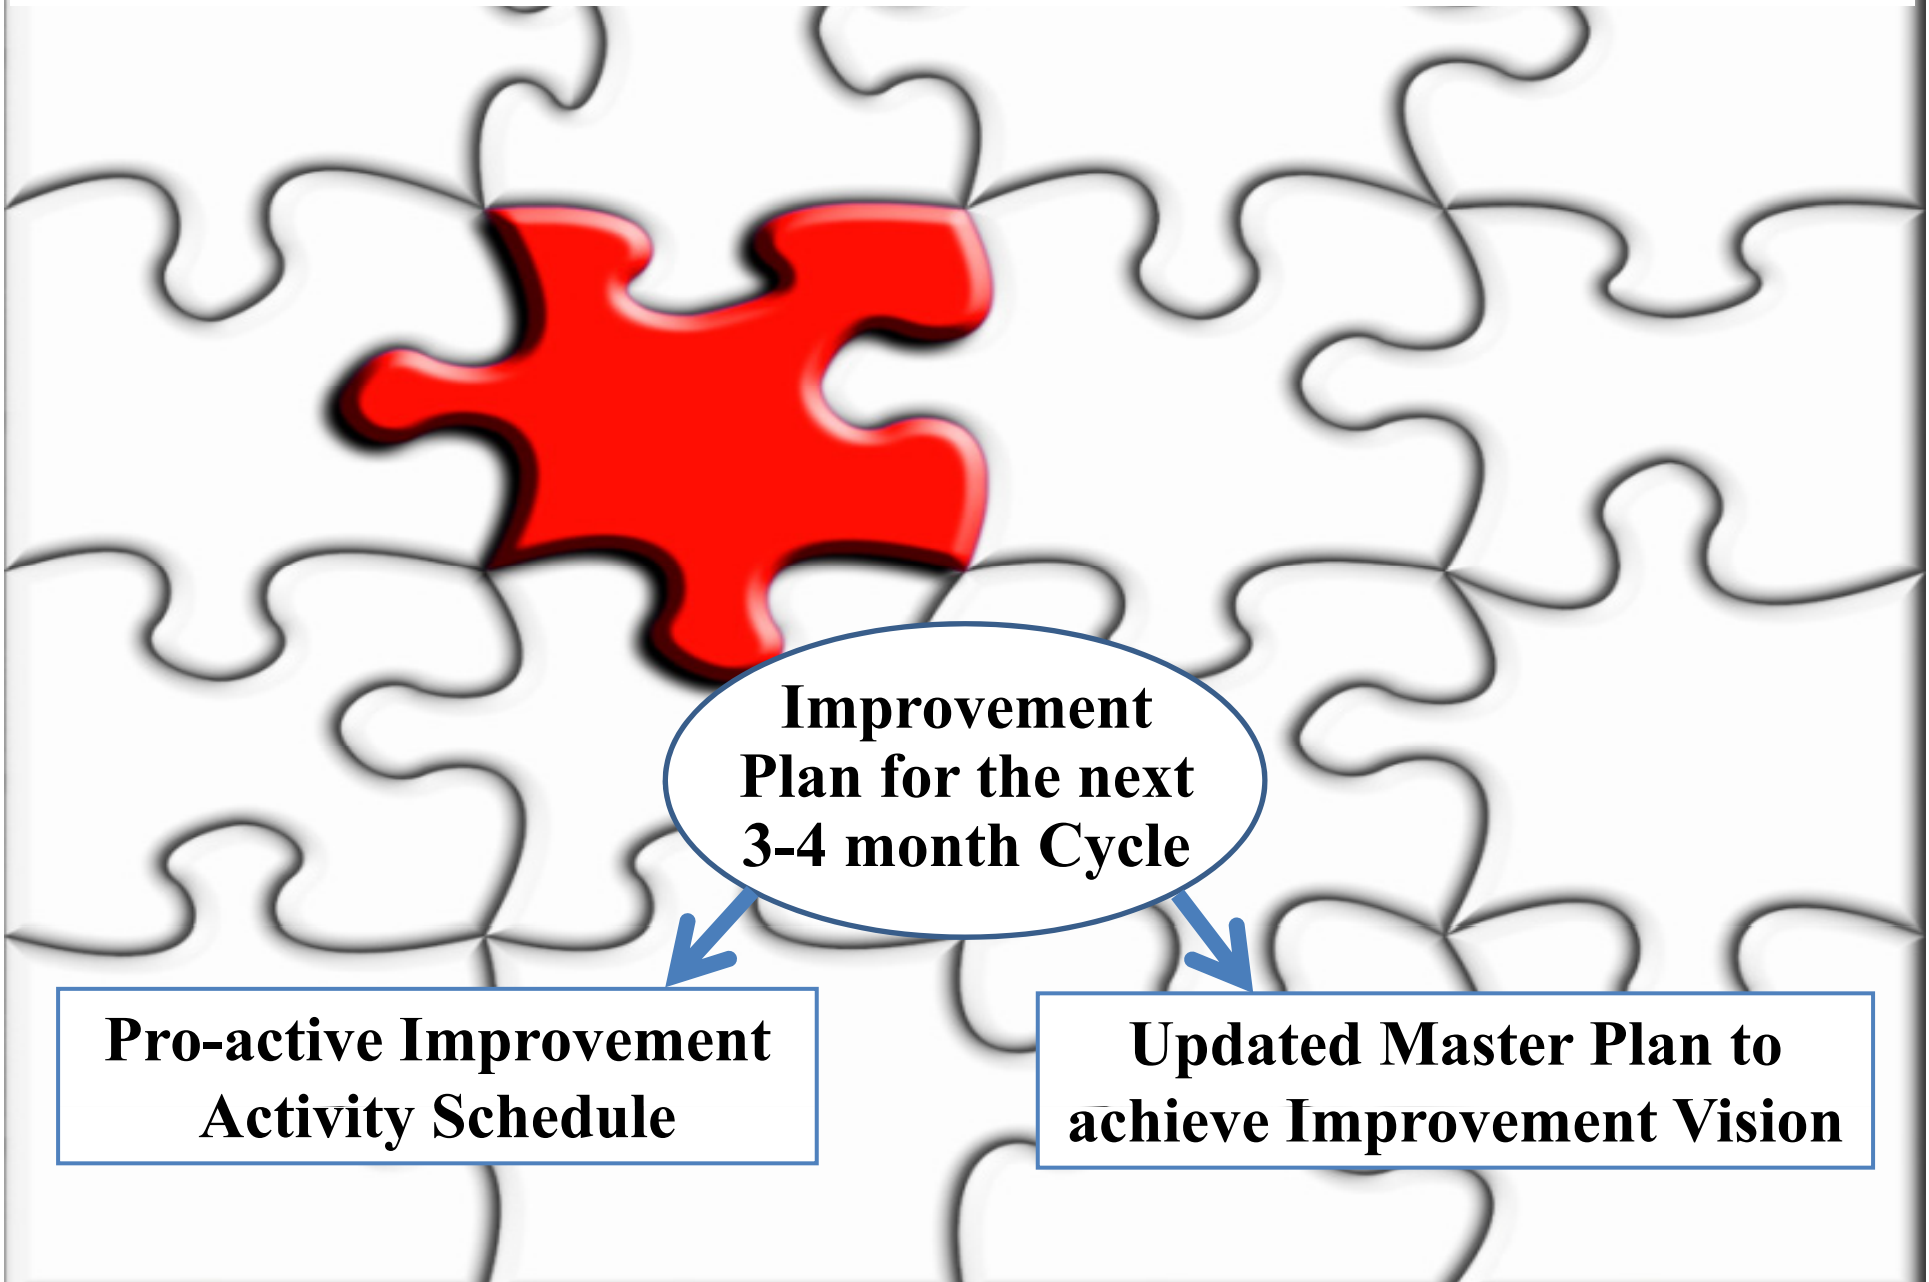 Improvement
Plan for the next
3-4 month Cycle
Pro-active Improvement
Activity Schedule
Updated Master Plan to
achieve Improvement Vision